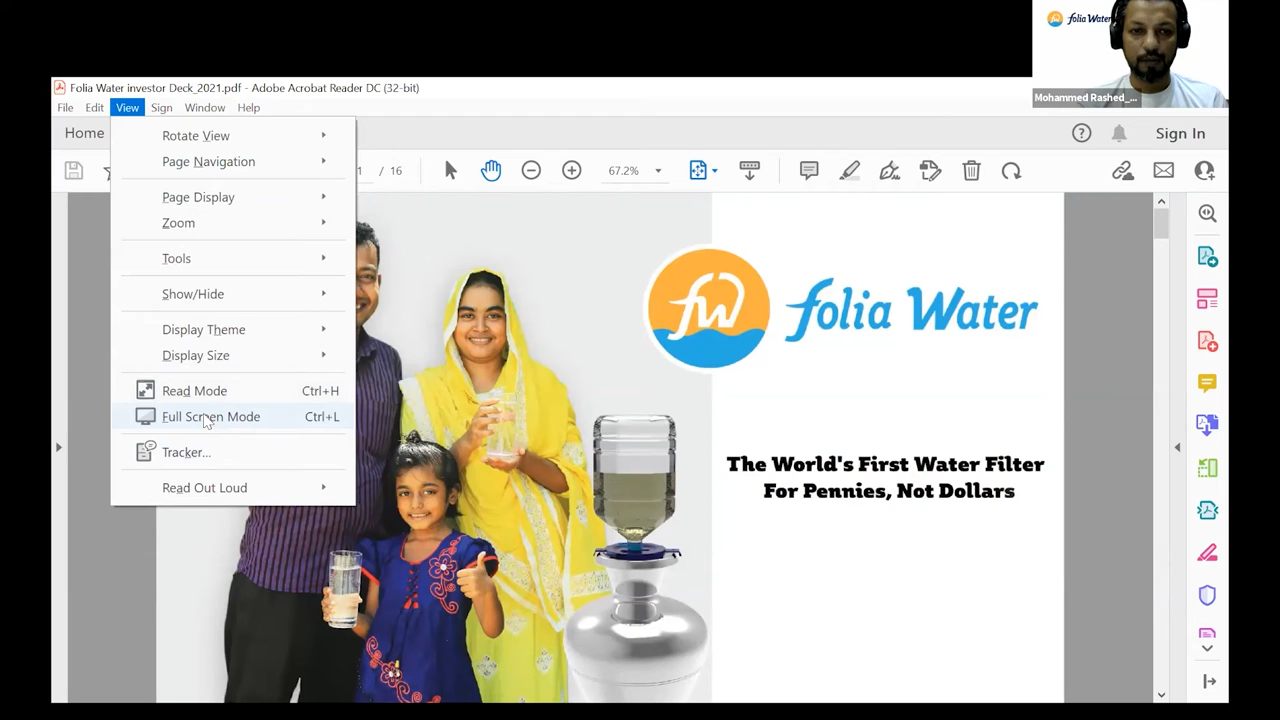 folia Water
Mohammed Rashed_...
Folia Water investor Deck_2021.pdf - Adobe Acrobat Reader DC (32-bit)
File Edit View Sign Window Help
Home
Sign In
1 / 16
67.2%
Rotate View
Page Navigation
Page Display
Zoom
Tools
Show/Hide
Display Theme
Display Size
Read Mode Ctrl+H
Full Screen Mode Ctrl+L
Tracker...
Read Out Loud
fw folia Water
The World's First Water Filter
For Pennies, Not Dollars